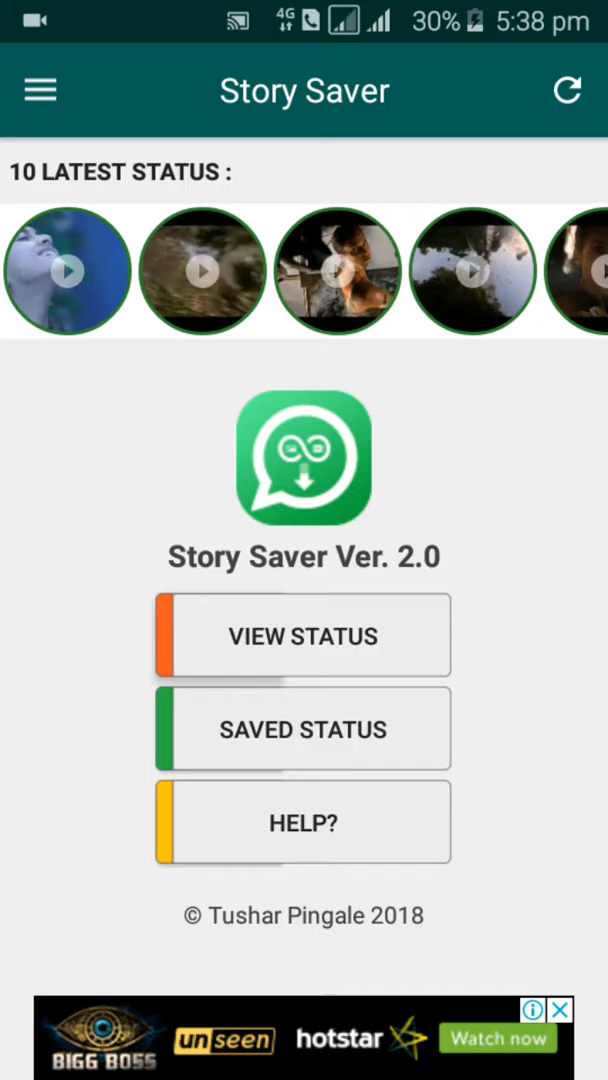 4G 30% 5:38 pm
Story Saver
10 LATEST STATUS :
Story Saver Ver. 2.0
VIEW STATUS
SAVED STATUS
HELP?
© Tushar Pingale 2018
BIGG BOSS unseen hotstar Watch now